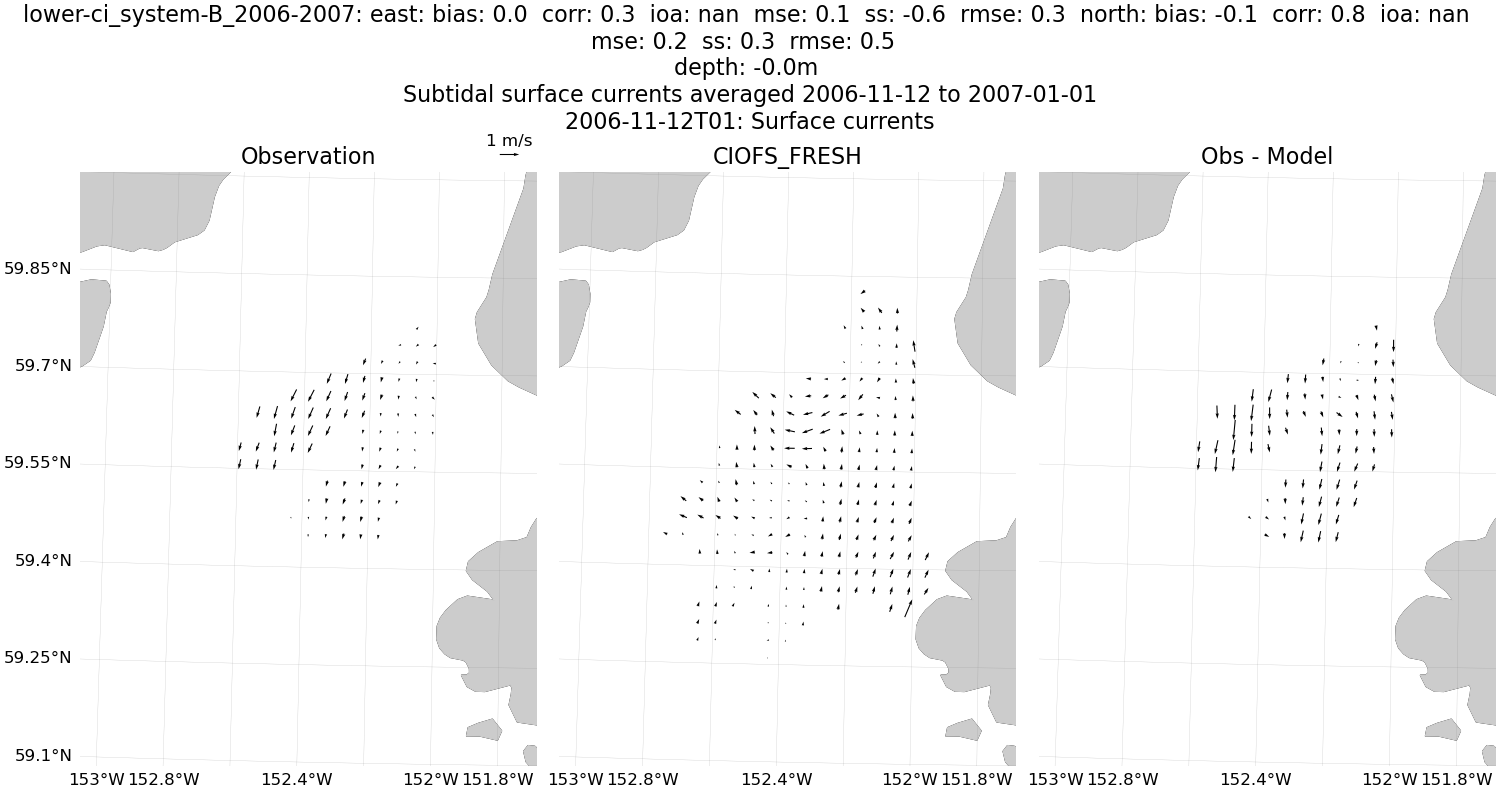 lower-ci_system-B_2006-2007: east: bias: 0.0  corr: 0.3  ioa: nan  mse: 0.1  ss: -0.6  rmse: 0.3  north: bias: -0.1  corr: 0.8  ioa: nan
mse: 0.2  ss: 0.3  rmse: 0.5
depth: -0.0m
Subtidal surface currents averaged 2006-11-12 to 2007-01-01
2006-11-12T01: Surface currents
1 m/s
Observation
CIOFS_FRESH
Obs - Model
59.85°N
59.7°N
59.55°N
59.4°N
59.25°N
59.1°N
153°W 152.8°W 152.4°W 152°W 151.8°W
153°W 152.8°W 152.4°W 152°W 151.8°W
153°W 152.8°W 152.4°W 152°W 151.8°W